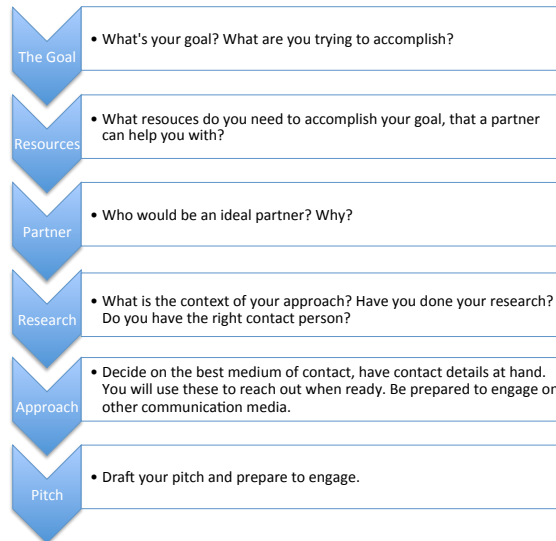 The Goal
• What's your goal? What are you trying to accomplish?
Resources
• What resouces do you need to accomplish your goal, that a partner
can help you with?
Partner
• Who would be an ideal partner? Why?
Research
• What is the context of your approach? Have you done your research?
Do you have the right contact person?
Approach
• Decide on the best medium of contact, have contact details at hand.
You will use these to reach out when ready. Be prepared to engage on
other communication media.
Pitch
• Draft your pitch and prepare to engage.